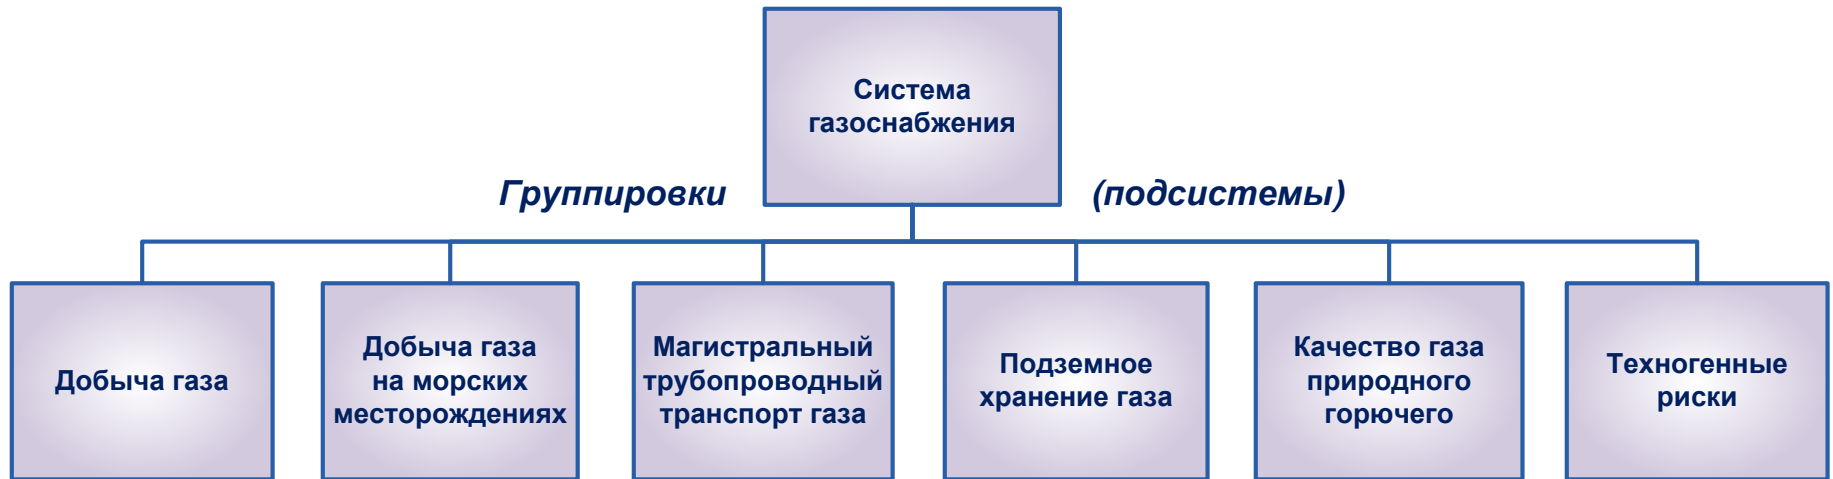 Система
газоснабжения
Группировки (подсистемы)
Добыча газа
Добыча газа
на морских
месторождениях
Магистральный
трубопроводный
транспорт газа
Подземное
хранение газа
Качество газа
природного
горючего
Техногенные
риски